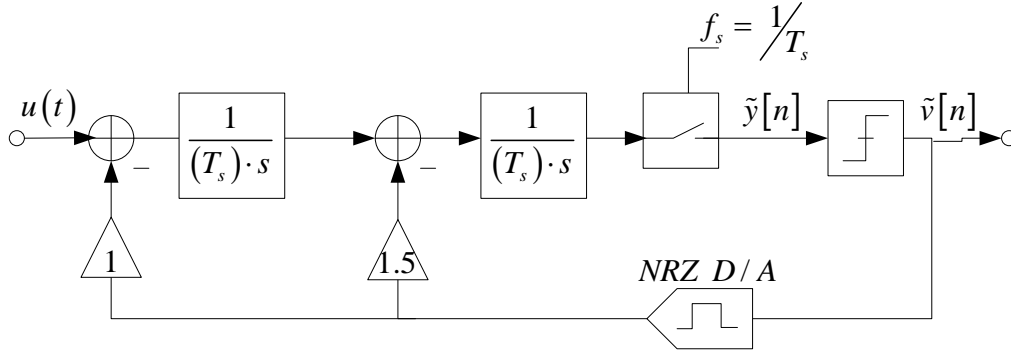 f_s = 1/T_s
u(t)
1/((T_s)·s)
1/((T_s)·s)
ỹ[n]
ṽ[n]
−
−
1
1.5
NRZ D/A